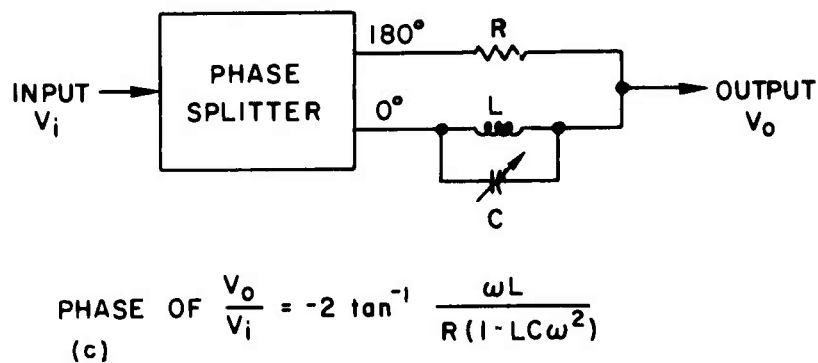 180° R
PHASE
SPLITTER
INPUT
Vi
0° L
OUTPUT
Vo
C
PHASE OF Vo/Vi = -2 tan⁻¹ ωL / R(1-LCω²)
(c)